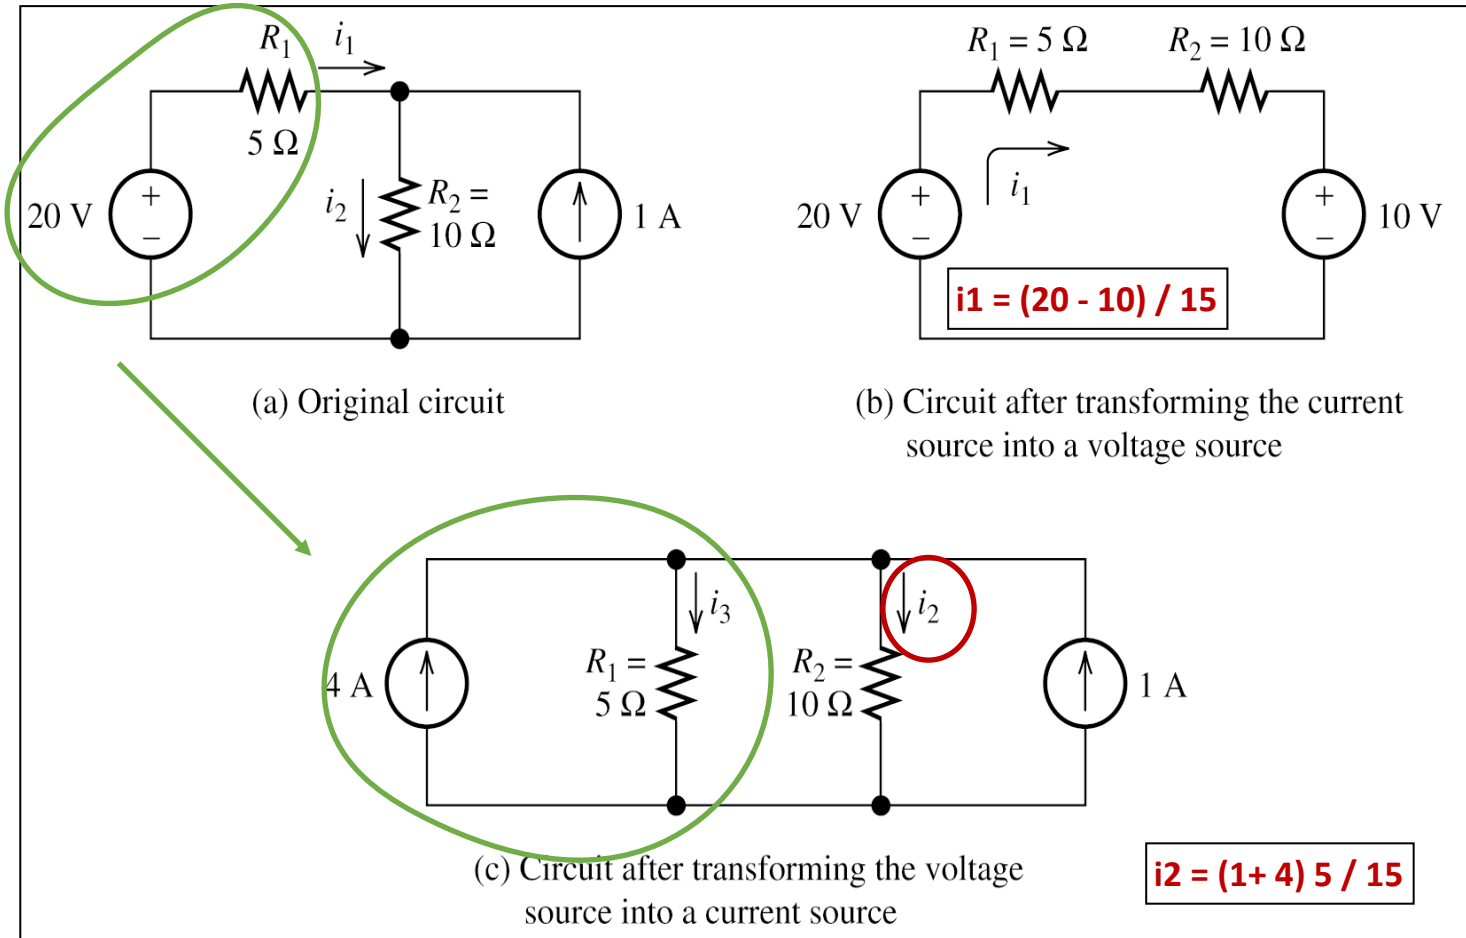 R1 i1
5 Ω
20 V
+
−
i2
R2 =
10 Ω
1 A
(a) Original circuit
R1 = 5 Ω R2 = 10 Ω
i1
20 V
+
−
+
−
10 V
i1 = (20 - 10) / 15
(b) Circuit after transforming the current
source into a voltage source
4 A
i3
R1 =
5 Ω
i2
R2 =
10 Ω
1 A
(c) Circuit after transforming the voltage
source into a current source
i2 = (1+ 4) 5 / 15